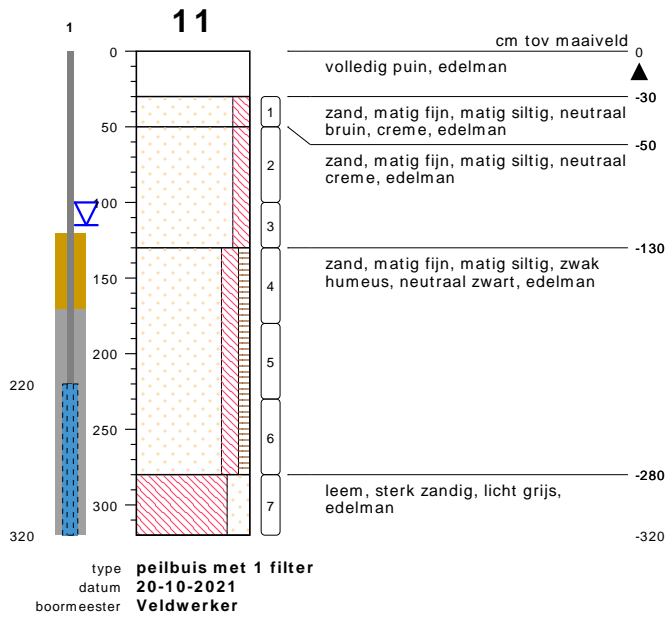 1
11
cm tov maaiveld
0
0
volledig puin, edelman
-30
1
zand, matig fijn, matig siltig, neutraal
bruin, creme, edelman
50
-50
2
zand, matig fijn, matig siltig, neutraal
creme, edelman
100
3
-130
150
4
zand, matig fijn, matig siltig, zwak
humeus, neutraal zwart, edelman
200
5
220
250
6
-280
300
7
leem, sterk zandig, licht grijs,
edelman
320
-320
type peilbuis met 1 filter
datum 20-10-2021
boormeester Veldwerker